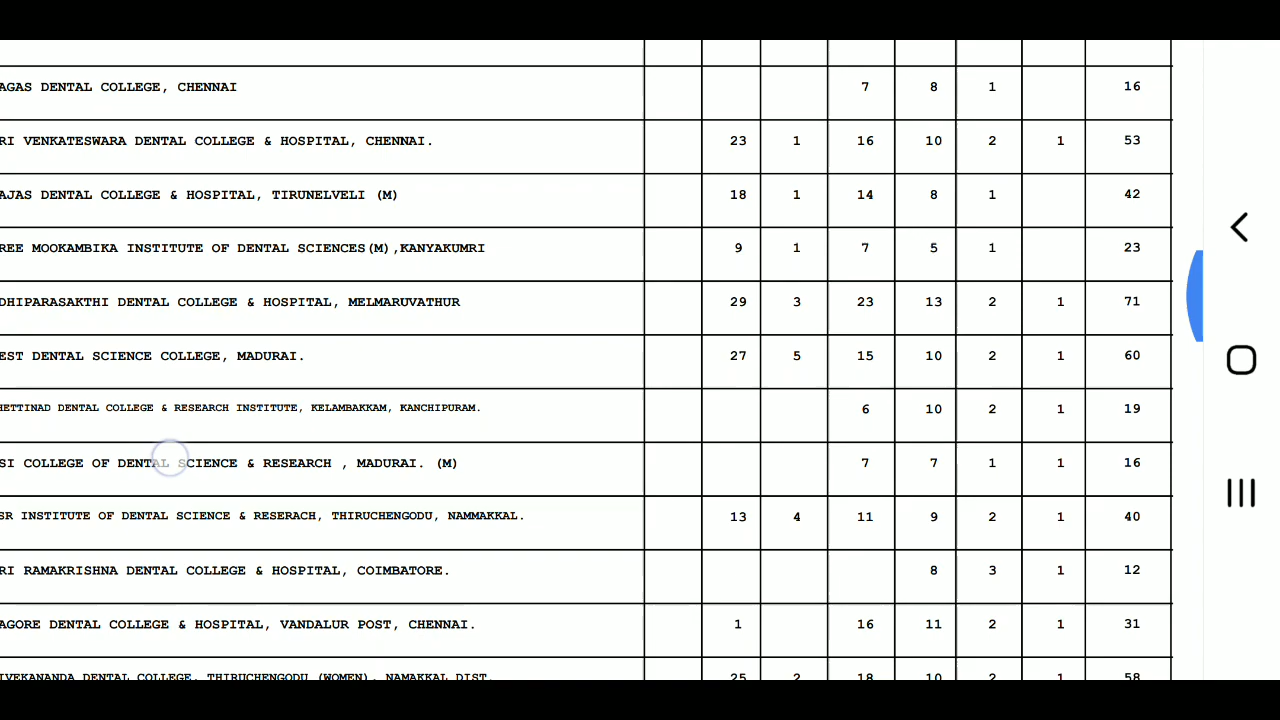 AGAS DENTAL COLLEGE, CHENNAI 7 8 1 16
RI VENKATESWARA DENTAL COLLEGE & HOSPITAL, CHENNAI. 23 1 16 10 2 1 53
AJAS DENTAL COLLEGE & HOSPITAL, TIRUNELVELI (M) 18 1 14 8 1 42
REE MOOKAMBIKA INSTITUTE OF DENTAL SCIENCES(M),KANYAKUMRI 9 1 7 5 1 23
DHIPARASAKTHI DENTAL COLLEGE & HOSPITAL, MELMARUVATHUR 29 3 23 13 2 1 71
EST DENTAL SCIENCE COLLEGE, MADURAI. 27 5 15 10 2 1 60
HETTINAD DENTAL COLLEGE & RESEARCH INSTITUTE, KELAMBAKKAM, KANCHIPURAM. 6 10 2 1 19
SI COLLEGE OF DENTAL SCIENCE & RESEARCH , MADURAI. (M) 7 7 1 1 16
SR INSTITUTE OF DENTAL SCIENCE & RESERACH, THIRUCHENGODU, NAMMAKKAL. 13 4 11 9 2 1 40
RI RAMAKRISHNA DENTAL COLLEGE & HOSPITAL, COIMBATORE. 8 3 1 12
AGORE DENTAL COLLEGE & HOSPITAL, VANDALUR POST, CHENNAI. 1 16 11 2 1 31
IVEKANANDA DENTAL COLLEGE, THIRUCHENGODU (WOMEN), NAMAKKAL DIST. 25 2 18 10 2 1 58